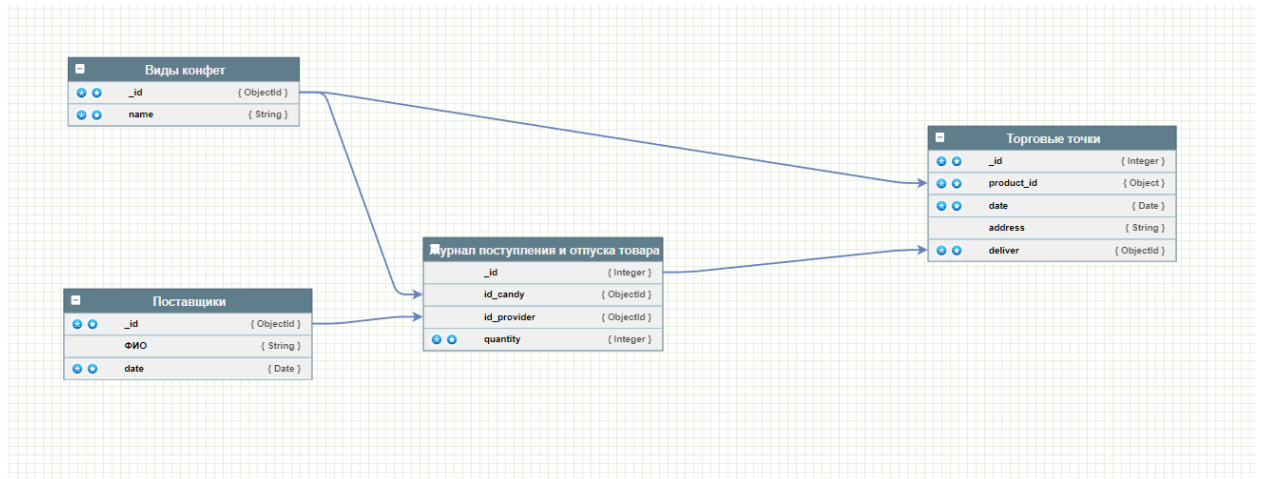 Виды конфет
_id { ObjectId }
name { String }
Торговые точки
_id { Integer }
product_id { Object }
date { Date }
address { String }
deliver { ObjectId }
Журнал поступления и отпуска товара
_id { Integer }
id_candy { ObjectId }
id_provider { ObjectId }
quantity { Integer }
Поставщики
_id { ObjectId }
ФИО { String }
date { Date }